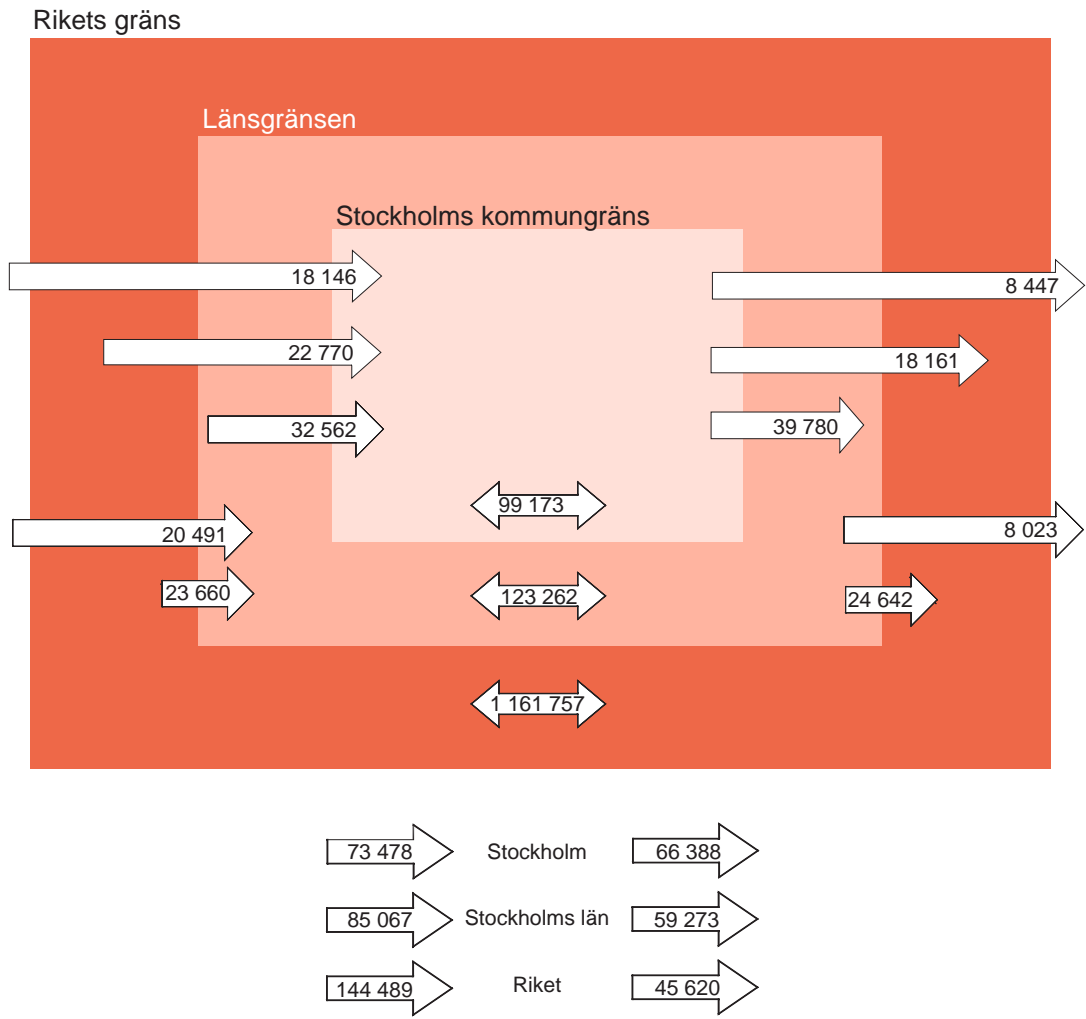 Rikets gräns
Länsgränsen
Stockholms kommungräns
18 146
8 447
22 770
18 161
32 562
39 780
99 173
20 491
8 023
23 660
123 262
24 642
1 161 757
73 478 Stockholm 66 388
85 067 Stockholms län 59 273
144 489 Riket 45 620